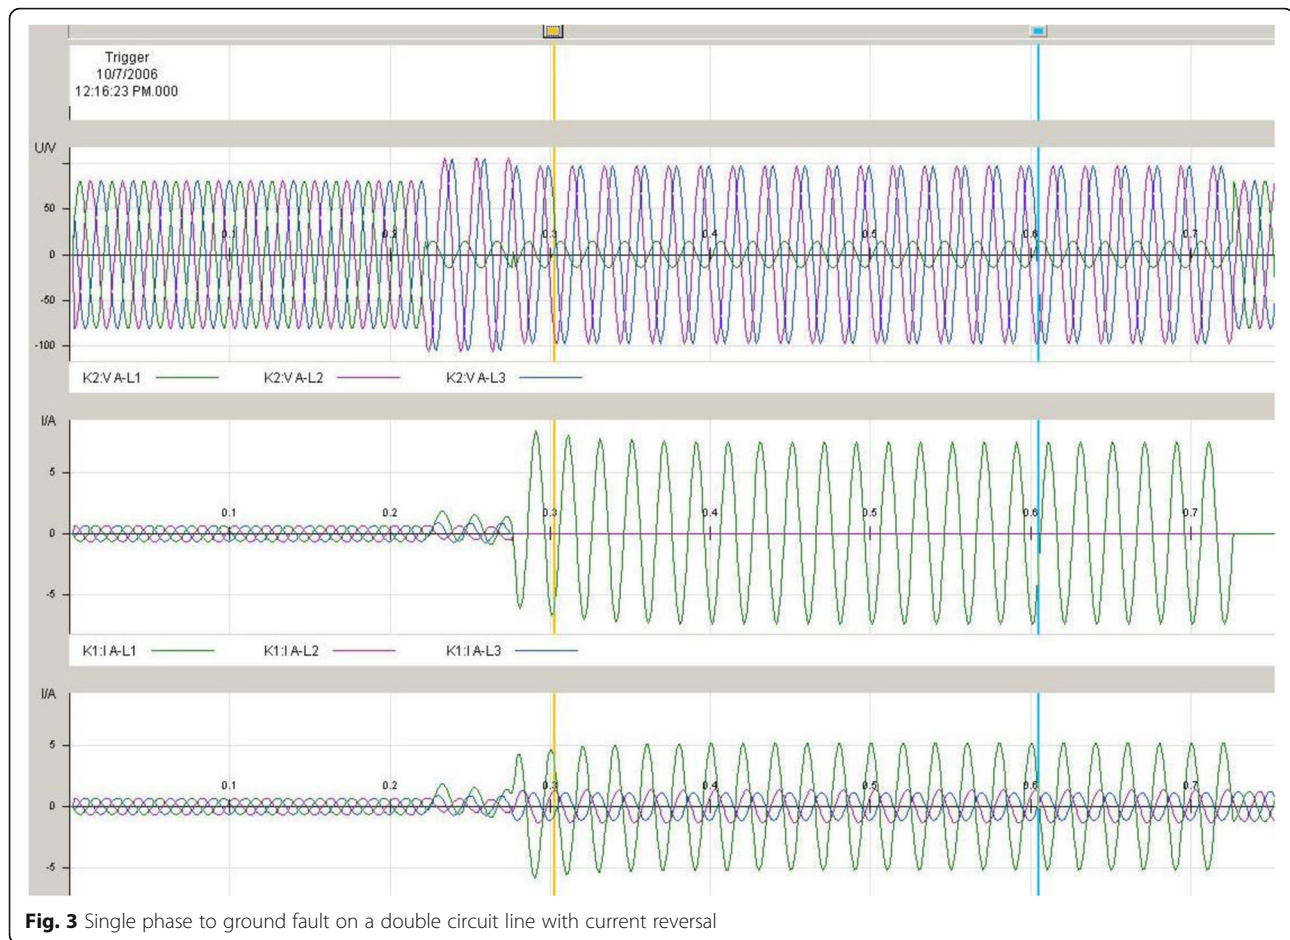 Trigger
10/7/2006
12:16:23 PM.000
U/V
50
0
-50
-100
0.1 0.2 0.3 0.4 0.5 0.6 0.7
K2:V A-L1 K2:V A-L2 K2:V A-L3
I/A
5
0
-5
0.1 0.2 0.3 0.4 0.5 0.6 0.7
K1:I A-L1 K1:I A-L2 K1:I A-L3
I/A
5
0
-5
0.1 0.2 0.3 0.4 0.5 0.6 0.7
Fig. 3 Single phase to ground fault on a double circuit line with current reversal